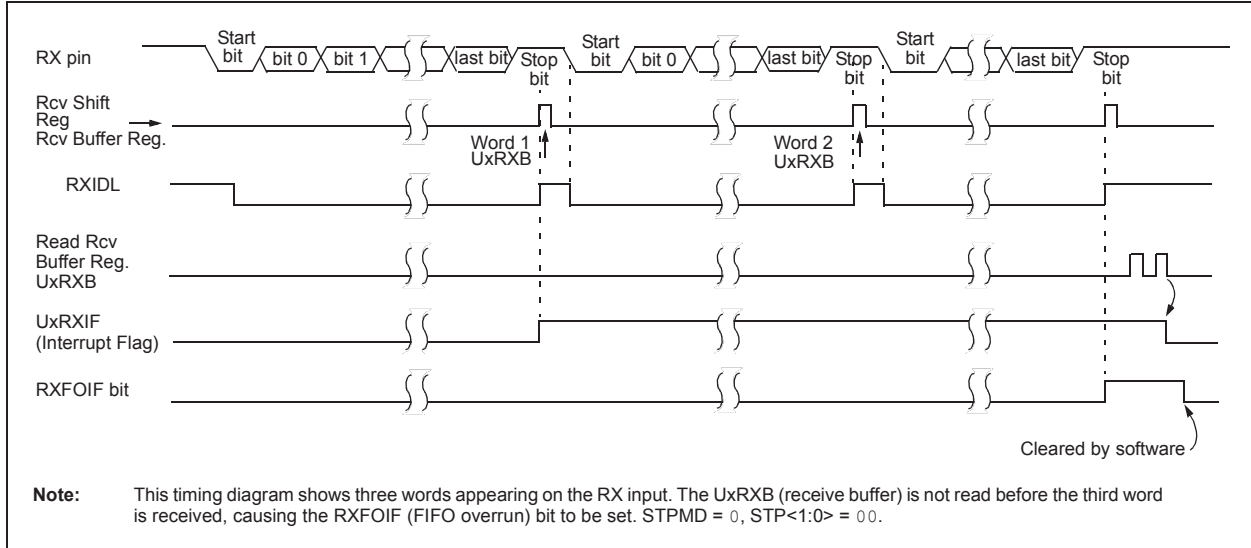 RX pin
Start
bit
bit 0
bit 1
last bit
Stop
bit
Start
bit
bit 0
last bit
Stop
bit
Start
bit
last bit
Stop
bit
Rcv Shift
Reg
Rcv Buffer Reg.
Word 1
UxRXB
Word 2
UxRXB
RXIDL
Read Rcv
Buffer Reg.
UxRXB
UxRXIF
(Interrupt Flag)
RXFOIF bit
Cleared by software
Note: This timing diagram shows three words appearing on the RX input. The UxRXB (receive buffer) is not read before the third word
is received, causing the RXFOIF (FIFO overrun) bit to be set. STPMD = 0, STP<1:0> = 00.